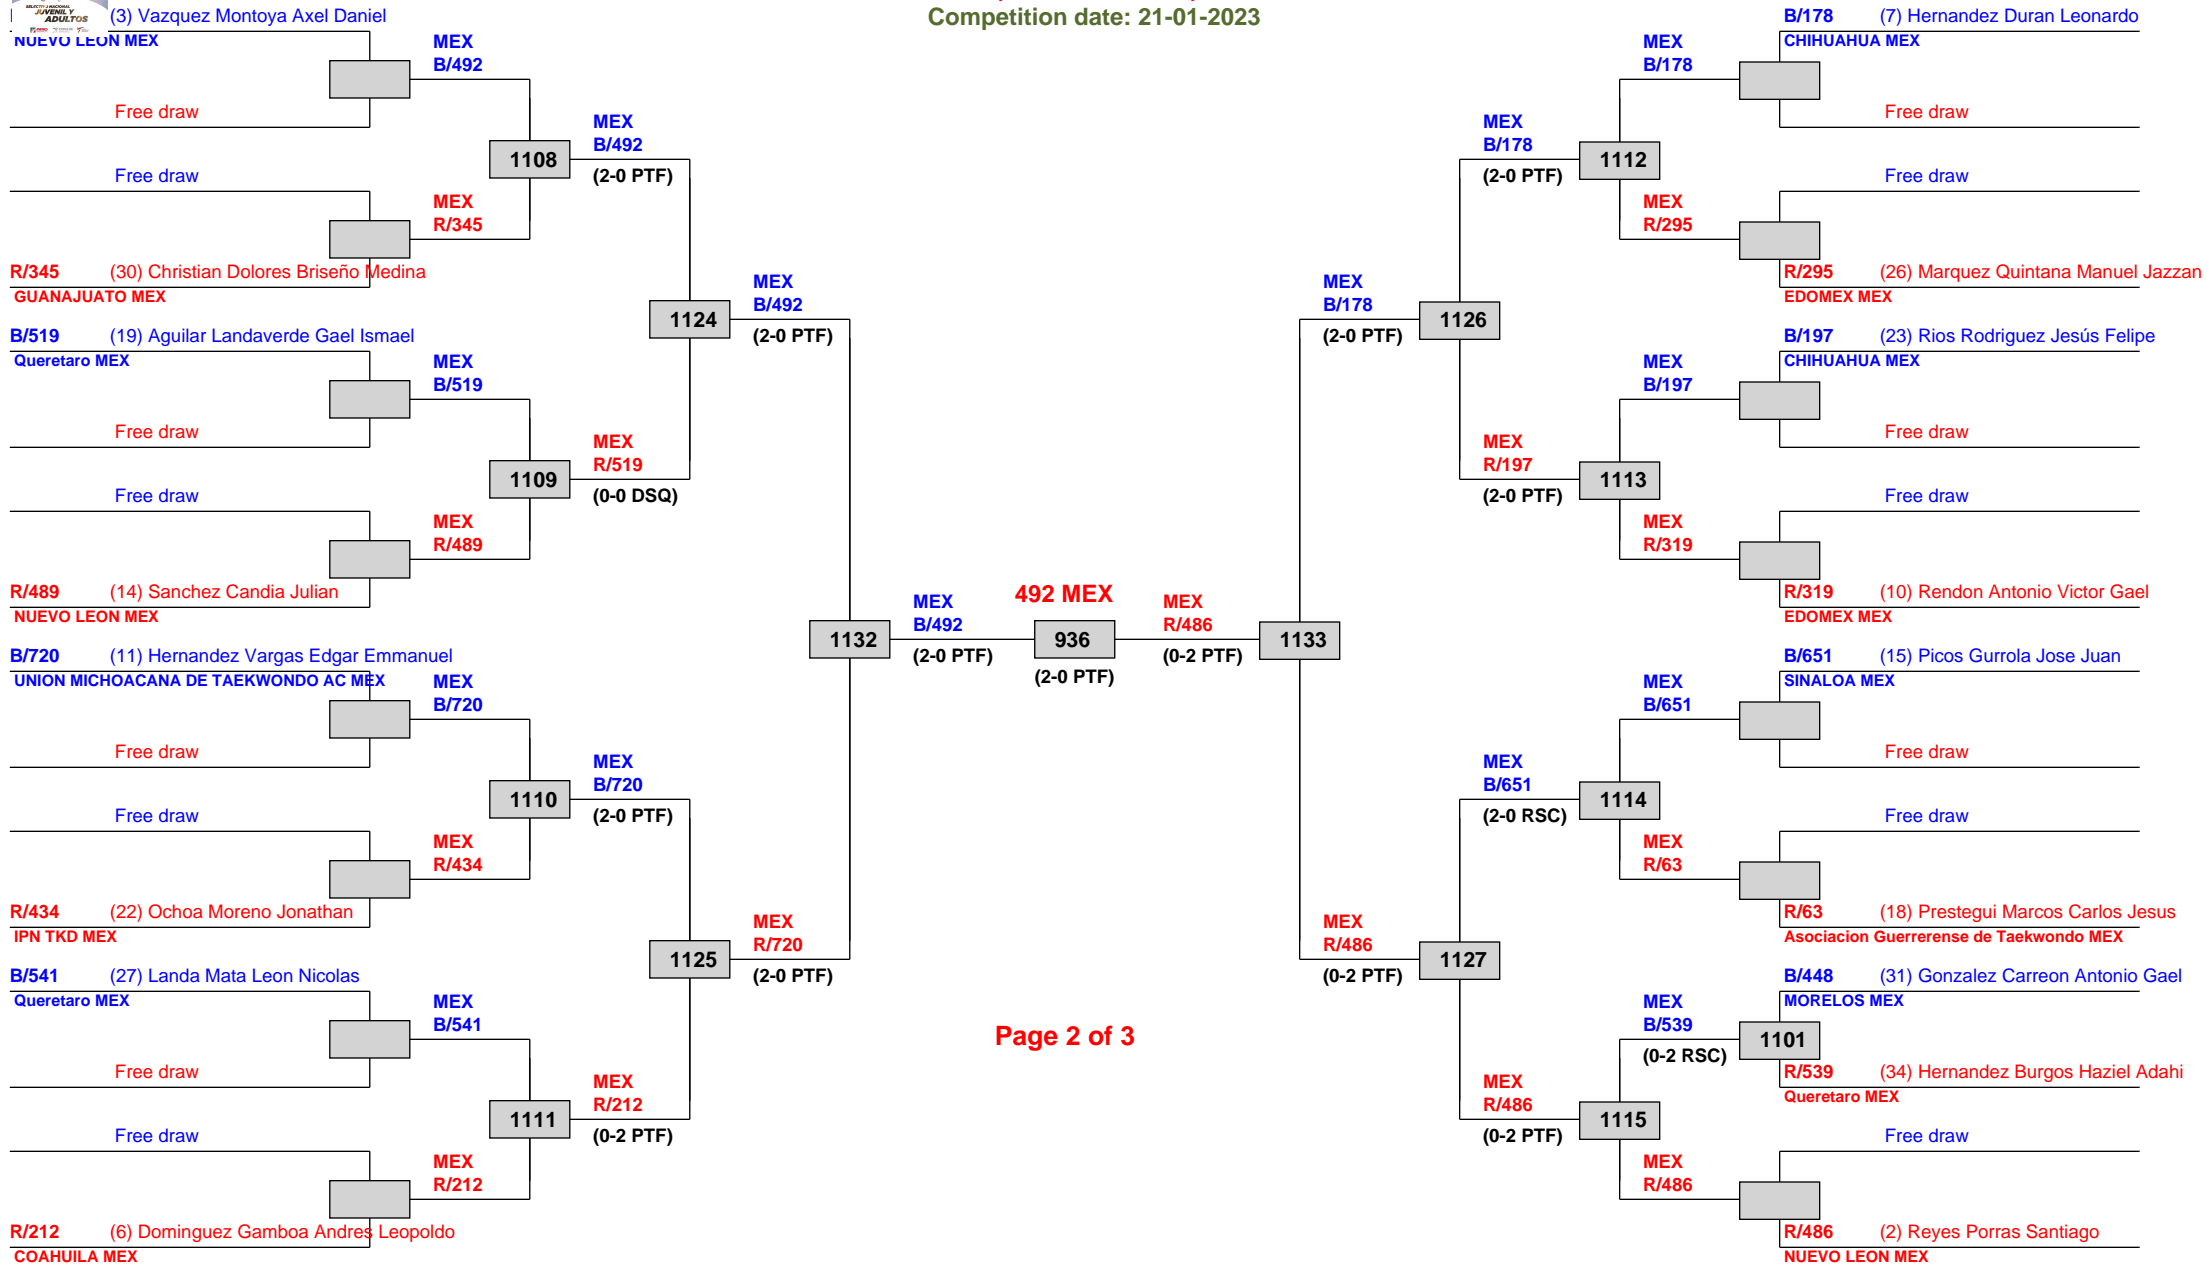 SELECTIVO NACIONAL
JUVENIL Y
ADULTOS
(3) Vazquez Montoya Axel Daniel
NUEVO LEON MEX
MEX
B/492
Free draw
MEX
B/492
1108
(2-0 PTF)
Free draw
MEX
R/345
R/345 (30) Christian Dolores Briseño Medina
GUANAJUATO MEX
1124
MEX
B/492
(2-0 PTF)
B/519 (19) Aguilar Landaverde Gael Ismael
Queretaro MEX
MEX
B/519
Free draw
MEX
R/519
1109
(0-0 DSQ)
Free draw
MEX
R/489
R/489 (14) Sanchez Candia Julian
NUEVO LEON MEX
1132
MEX
B/492
(2-0 PTF)
B/720 (11) Hernandez Vargas Edgar Emmanuel
UNION MICHOACANA DE TAEKWONDO AC MEX
MEX
B/720
Free draw
MEX
B/720
1110
(2-0 PTF)
Free draw
MEX
R/434
R/434 (22) Ochoa Moreno Jonathan
IPN TKD MEX
1125
MEX
R/720
(2-0 PTF)
B/541 (27) Landa Mata Leon Nicolas
Queretaro MEX
MEX
B/541
Free draw
MEX
R/212
1111
(0-2 PTF)
Free draw
MEX
R/212
R/212 (6) Dominguez Gamboa Andres Leopoldo
COAHUILA MEX
Competition date: 21-01-2023
492 MEX
936
(2-0 PTF)
Page 2 of 3
B/178 (7) Hernandez Duran Leonardo
CHIHUAHUA MEX
MEX
B/178
Free draw
MEX
B/178
(2-0 PTF)
1112
Free draw
MEX
R/295
R/295 (26) Marquez Quintana Manuel Jazzan
EDOMEX MEX
MEX
B/178
(2-0 PTF)
1126
B/197 (23) Rios Rodriguez Jesús Felipe
CHIHUAHUA MEX
MEX
B/197
Free draw
MEX
R/197
(2-0 PTF)
1113
Free draw
MEX
R/319
R/319 (10) Rendon Antonio Victor Gael
EDOMEX MEX
MEX
R/486
(0-2 PTF)
1133
B/651 (15) Picos Gurrola Jose Juan
SINALOA MEX
MEX
B/651
Free draw
MEX
B/651
(2-0 RSC)
1114
Free draw
MEX
R/63
R/63 (18) Prestegui Marcos Carlos Jesus
Asociacion Guerrerense de Taekwondo MEX
MEX
R/486
(0-2 PTF)
1127
B/448 (31) Gonzalez Carreon Antonio Gael
MORELOS MEX
MEX
B/539
(0-2 RSC)
1101
R/539 (34) Hernandez Burgos Haziel Adahi
Queretaro MEX
MEX
R/486
(0-2 PTF)
1115
Free draw
MEX
R/486
R/486 (2) Reyes Porras Santiago
NUEVO LEON MEX